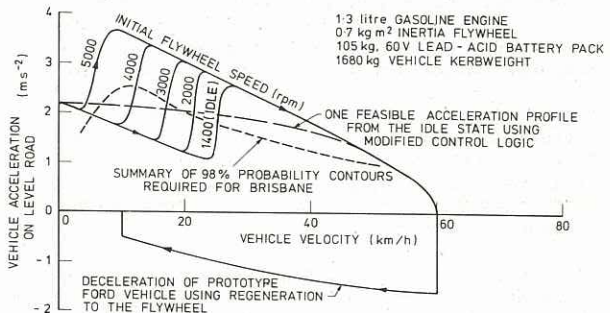 1·3 litre GASOLINE ENGINE
0·7 kg m² INERTIA FLYWHEEL
105 kg, 60V LEAD - ACID BATTERY PACK
1680 kg VEHICLE KERBWEIGHT
INITIAL FLYWHEEL SPEED (rpm)
5000
4000
3000
2000
1400 (IDLE)
ONE FEASIBLE ACCELERATION PROFILE
FROM THE IDLE STATE USING
MODIFIED CONTROL LOGIC
SUMMARY OF 98% PROBABILITY CONTOURS
REQUIRED FOR BRISBANE
VEHICLE ACCELERATION
ON LEVEL ROAD (ms⁻²)
4
3
2
1
0
-1
-2
0
20
40
60
80
VEHICLE VELOCITY (km/h)
DECELERATION OF PROTOTYPE
FORD VEHICLE USING REGENERATION
TO THE FLYWHEEL